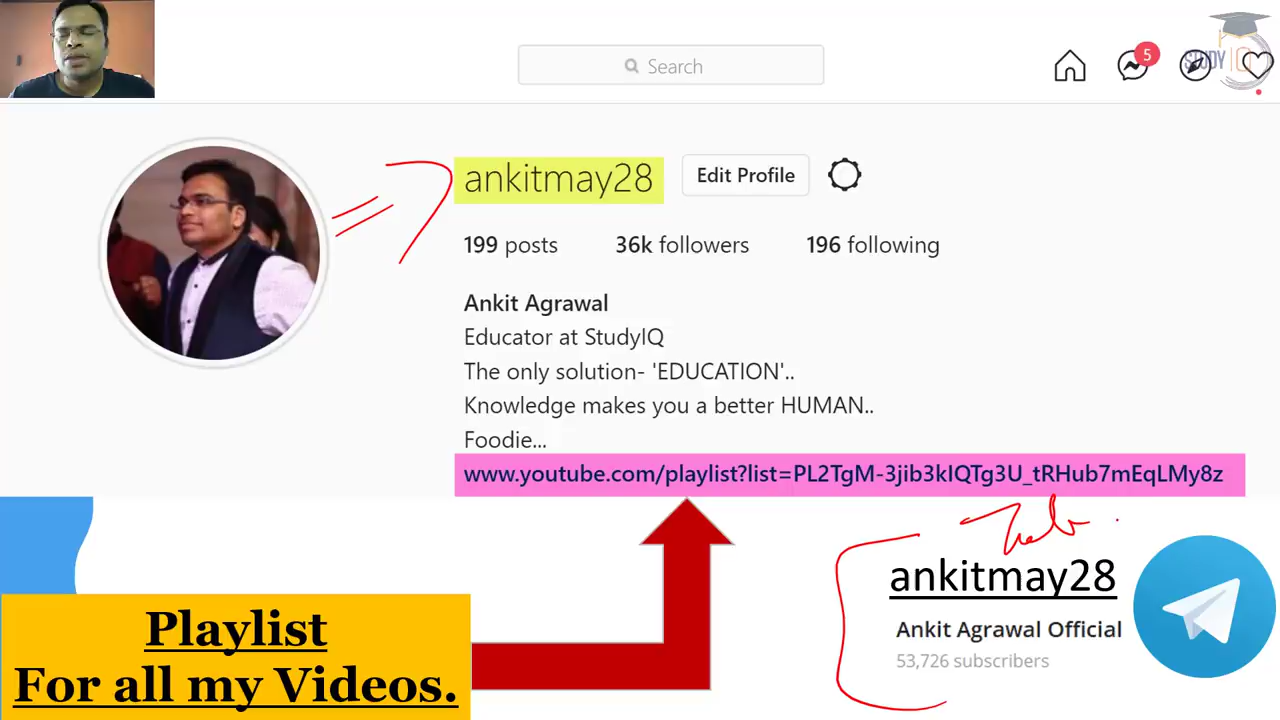 Search
5
STUDY IQ
ankitmay28
Edit Profile
199 posts 36k followers 196 following
Ankit Agrawal
Educator at StudyIQ
The only solution- 'EDUCATION'..
Knowledge makes you a better HUMAN..
Foodie...
www.youtube.com/playlist?list=PL2TgM-3jib3kIQTg3U_tRHub7mEqLMy8z
ankitmay28
Ankit Agrawal Official
53,726 subscribers
Playlist
For all my Videos.